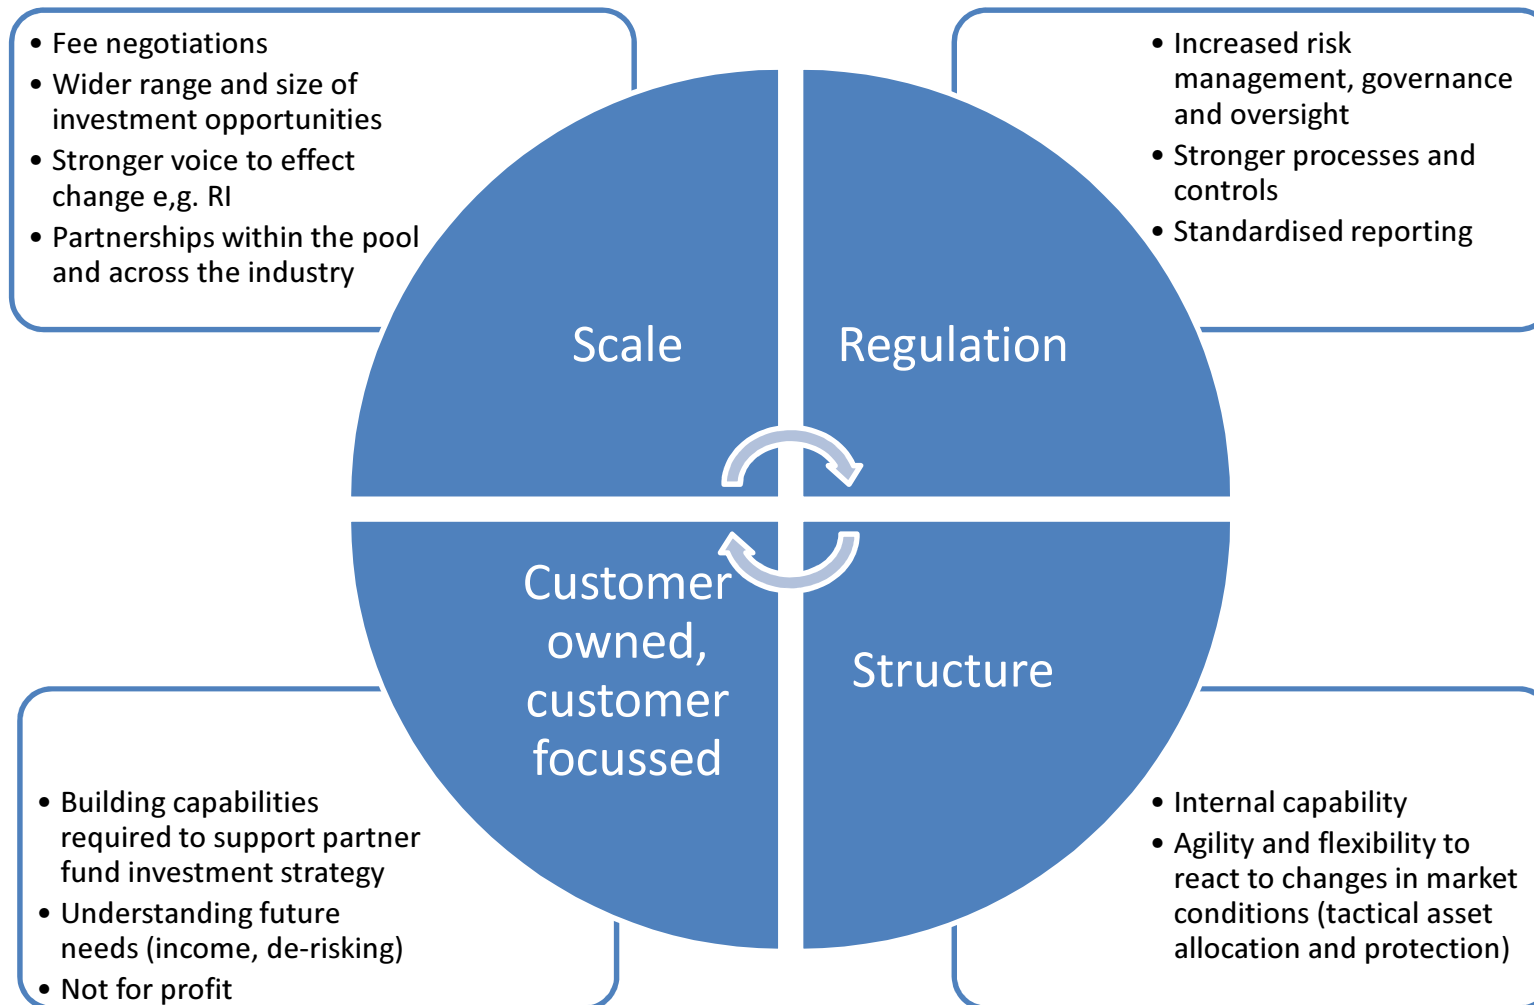 • Fee negotiations
• Wider range and size of
investment opportunities
• Stronger voice to effect
change e,g. RI
• Partnerships within the pool
and across the industry
• Increased risk
management, governance
and oversight
• Stronger processes and
controls
• Standardised reporting
Scale
Regulation
Customer
owned,
customer
focussed
Structure
• Building capabilities
required to support partner
fund investment strategy
• Understanding future
needs (income, de-risking)
• Not for profit
• Internal capability
• Agility and flexibility to
react to changes in market
conditions (tactical asset
allocation and protection)